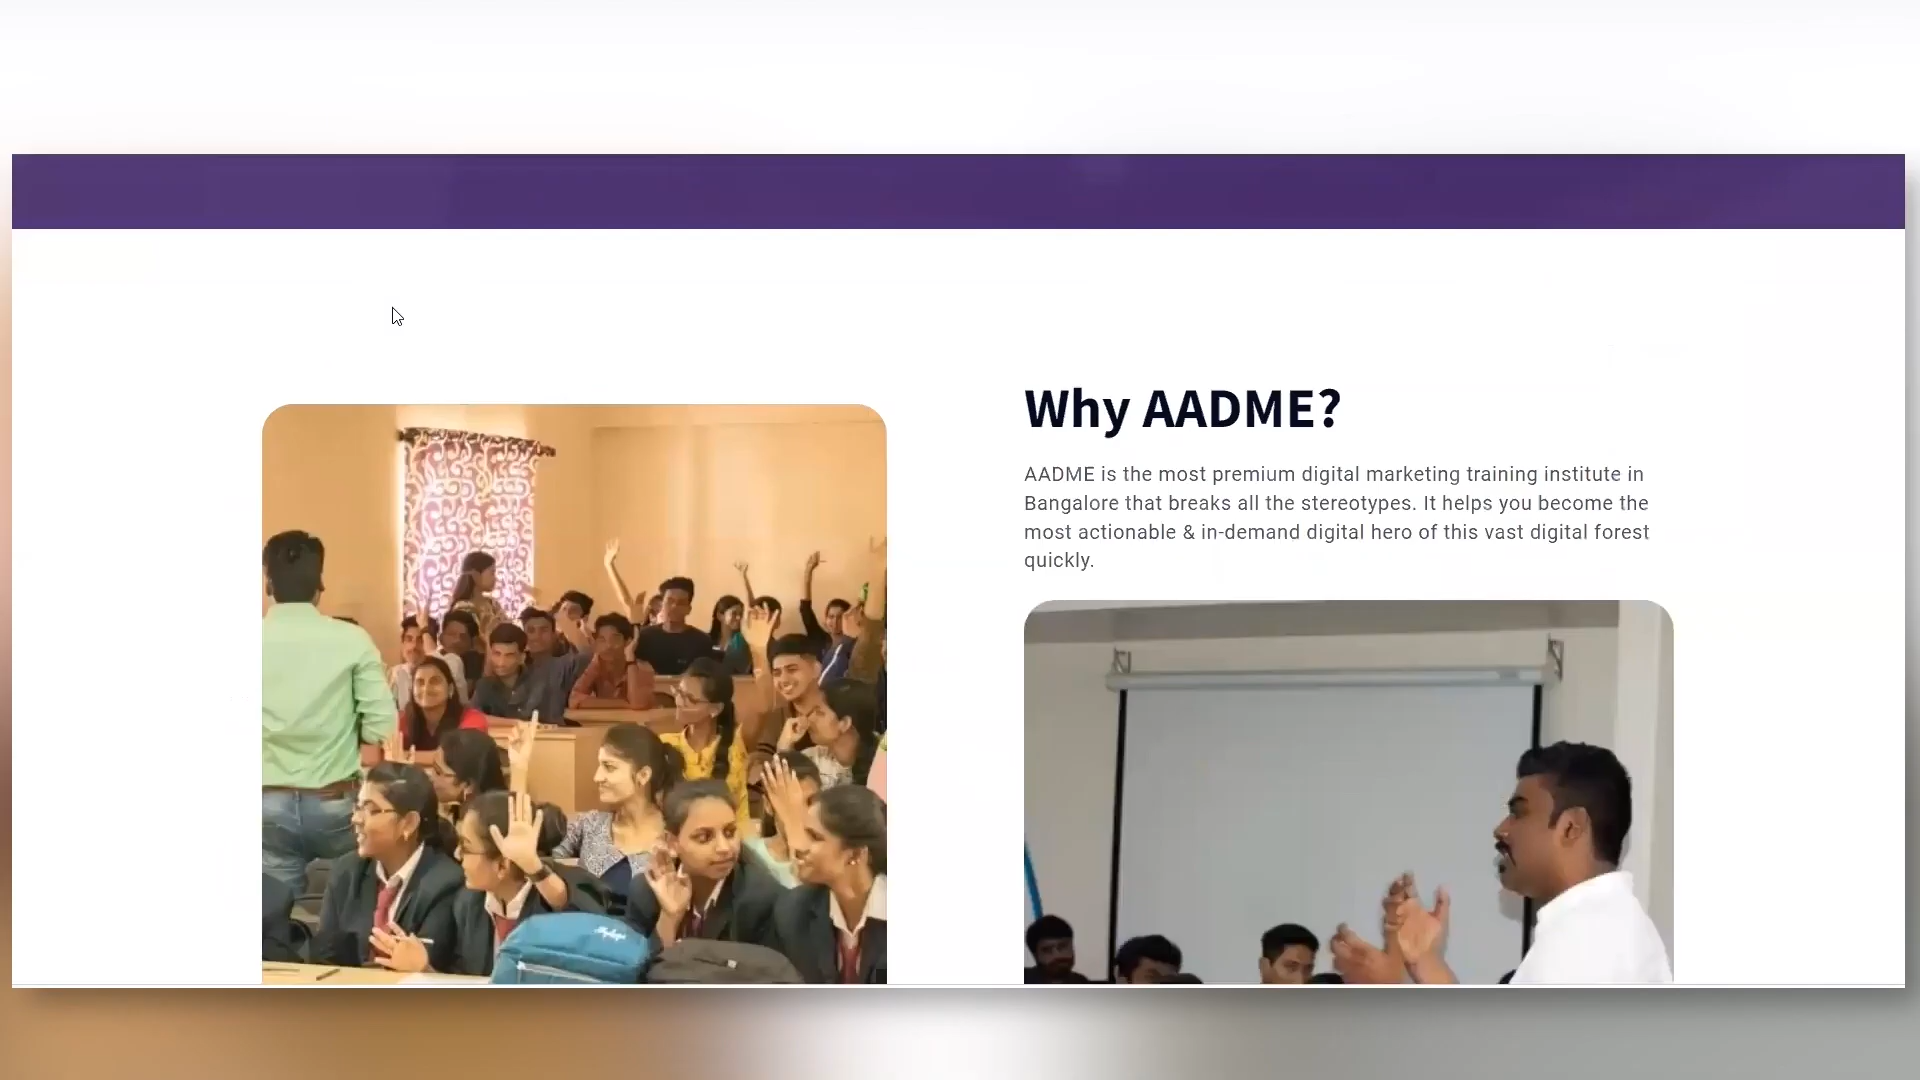 Why AADME?
AADME is the most premium digital marketing training institute in
Bangalore that breaks all the stereotypes. It helps you become the
most actionable & in-demand digital hero of this vast digital forest
quickly.